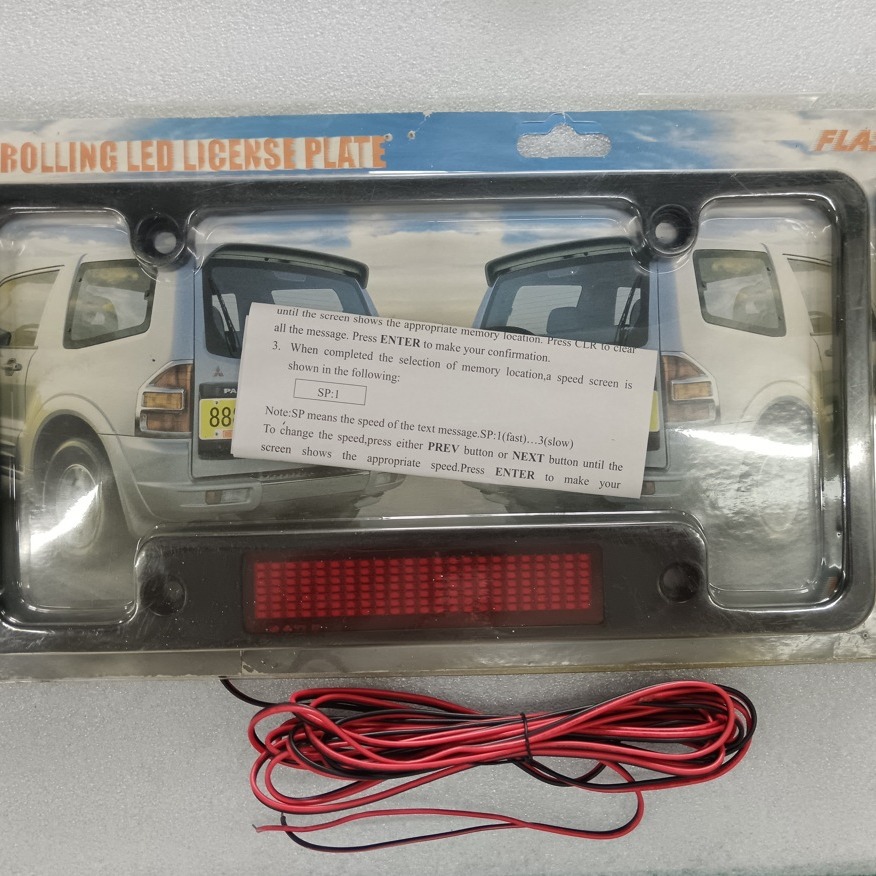 ROLLING LED LICENSE PLATE
FLA
until the screen shows the appropriate memory location. Press CLR to clear
all the message. Press ENTER to make your confirmation.
3. When completed the selection of memory location,a speed screen is
shown in the following:
SP:1
Note:SP means the speed of the text message.SP:1(fast)…3(slow)
To change the speed,press either PREV button or NEXT button until the
screen shows the appropriate speed.Press ENTER to make your
PA
88